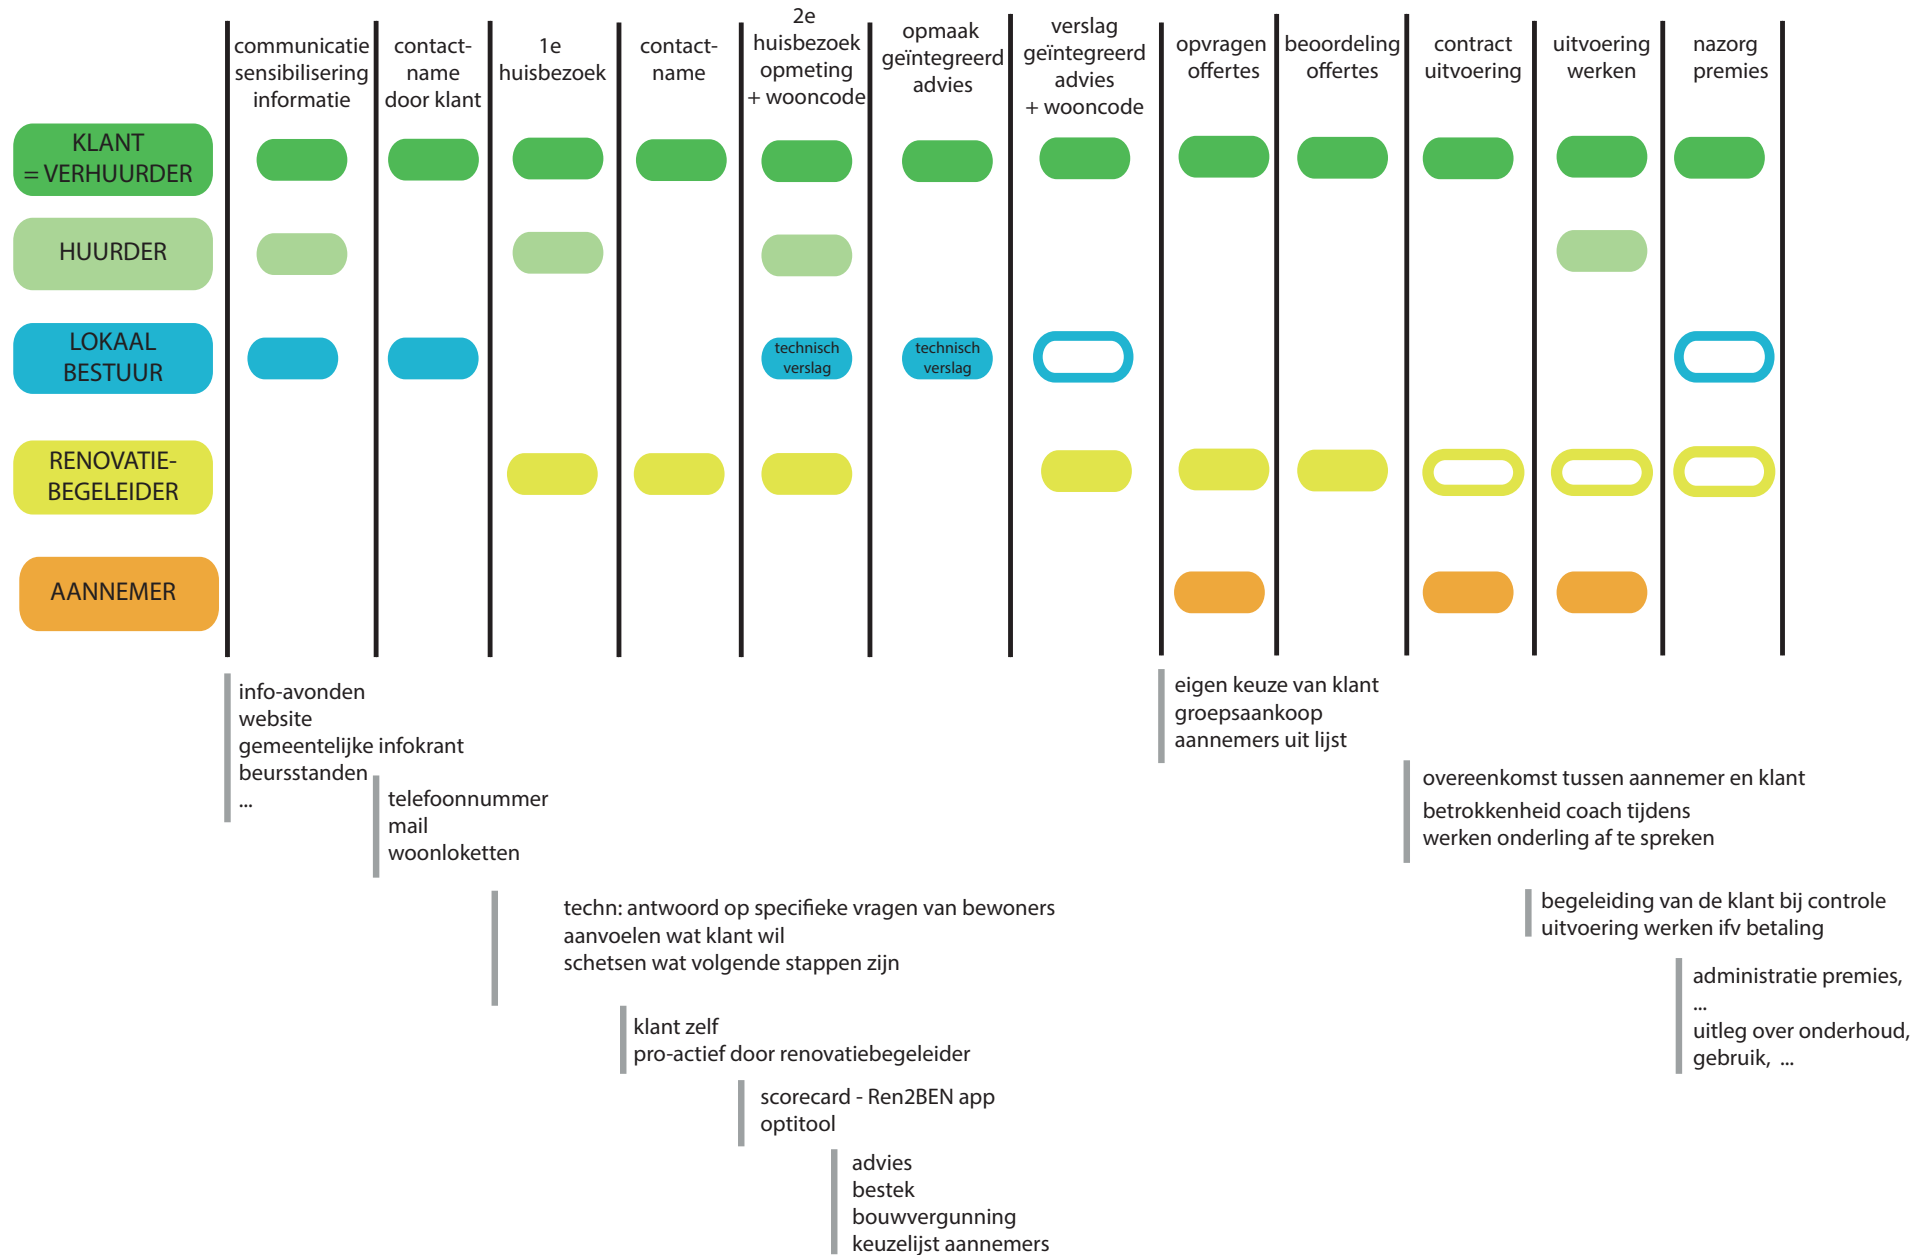 communicatie
sensibilisering
informatie
contact-
name
door klant
1e
huisbezoek
contact-
name
2e
huisbezoek
opmeting
+ wooncode
opmaak
geïntegreerd
advies
verslag
geïntegreerd
advies
+ wooncode
opvragen
offertes
beoordeling
offertes
contract
uitvoering
uitvoering
werken
nazorg
premies
KLANT
= VERHUURDER
HUURDER
LOKAAL
BESTUUR
technisch
verslag
technisch
verslag
RENOVATIE-
BEGELEIDER
AANNEMER
info-avonden
website
gemeentelijke infokrant
beursstanden
...
telefoonnummer
mail
woonloketten
techn: antwoord op specifieke vragen van bewoners
aanvoelen wat klant wil
schetsen wat volgende stappen zijn
klant zelf
pro-actief door renovatiebegeleider
scorecard - Ren2BEN app
optitool
advies
bestek
bouwvergunning
keuzelijst aannemers
eigen keuze van klant
groepsaankoop
aannemers uit lijst
overeenkomst tussen aannemer en klant
betrokkenheid coach tijdens
werken onderling af te spreken
begeleiding van de klant bij controle
uitvoering werken ifv betaling
administratie premies,
...
uitleg over onderhoud,
gebruik, ...